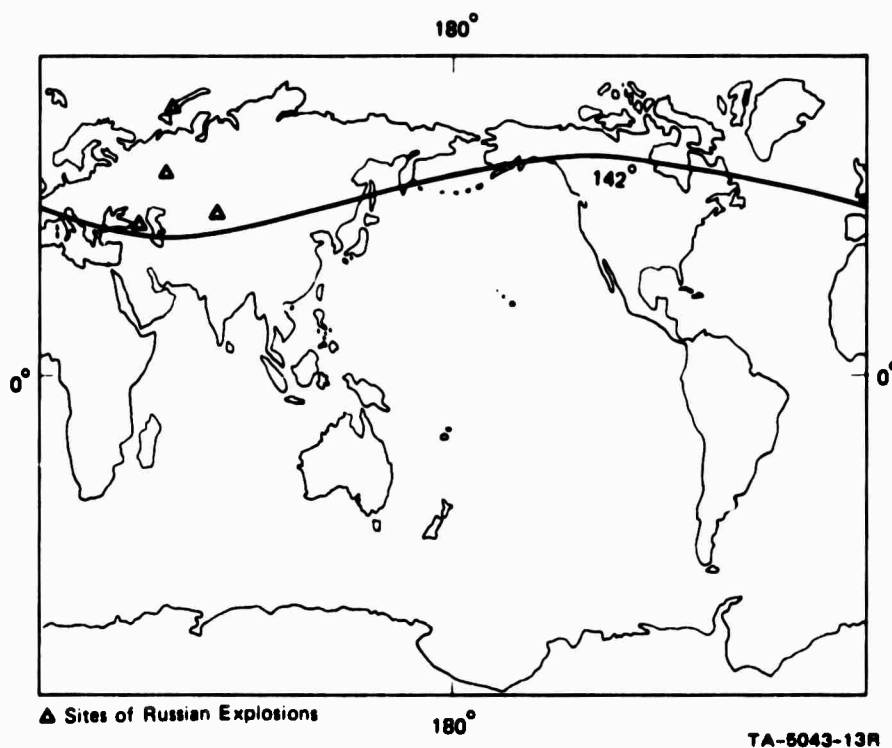 180°
142°
0°
0°
△ Sites of Russian Explosions
180°
TA-5043-13R